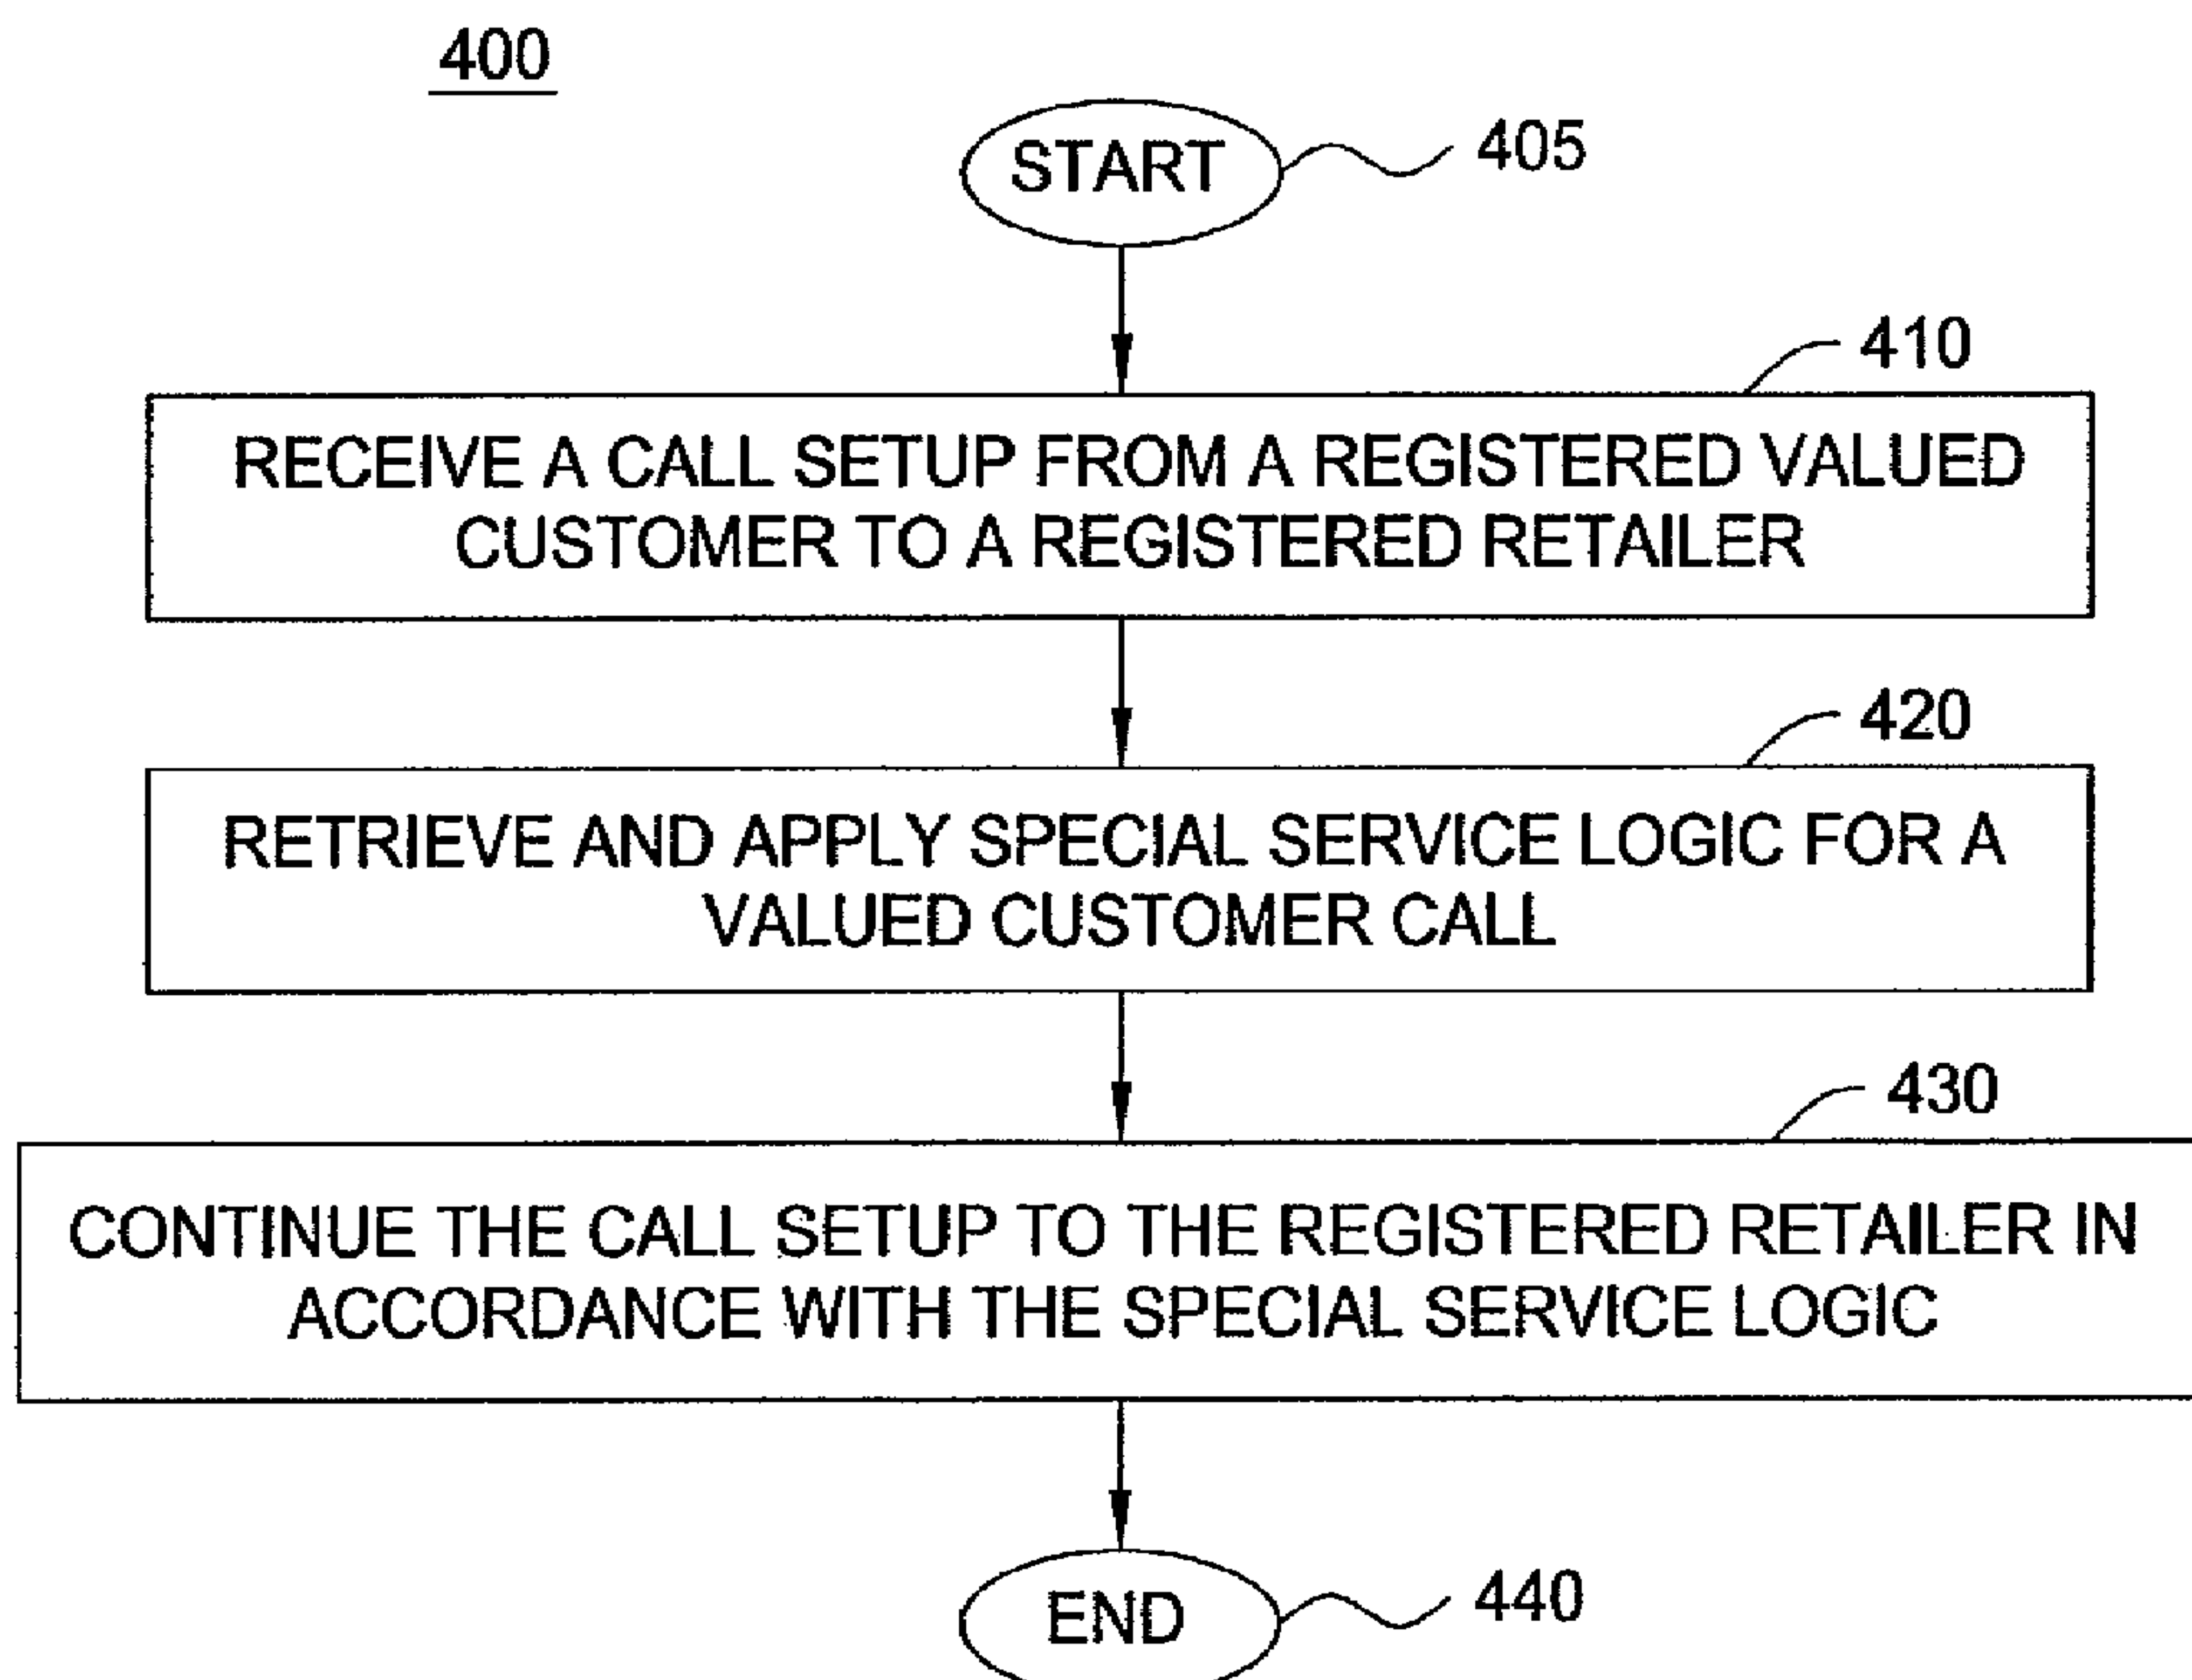 400
START
405
410
RECEIVE A CALL SETUP FROM A REGISTERED VALUED
CUSTOMER TO A REGISTERED RETAILER
420
RETRIEVE AND APPLY SPECIAL SERVICE LOGIC FOR A
VALUED CUSTOMER CALL
430
CONTINUE THE CALL SETUP TO THE REGISTERED RETAILER IN
ACCORDANCE WITH THE SPECIAL SERVICE LOGIC
END
440